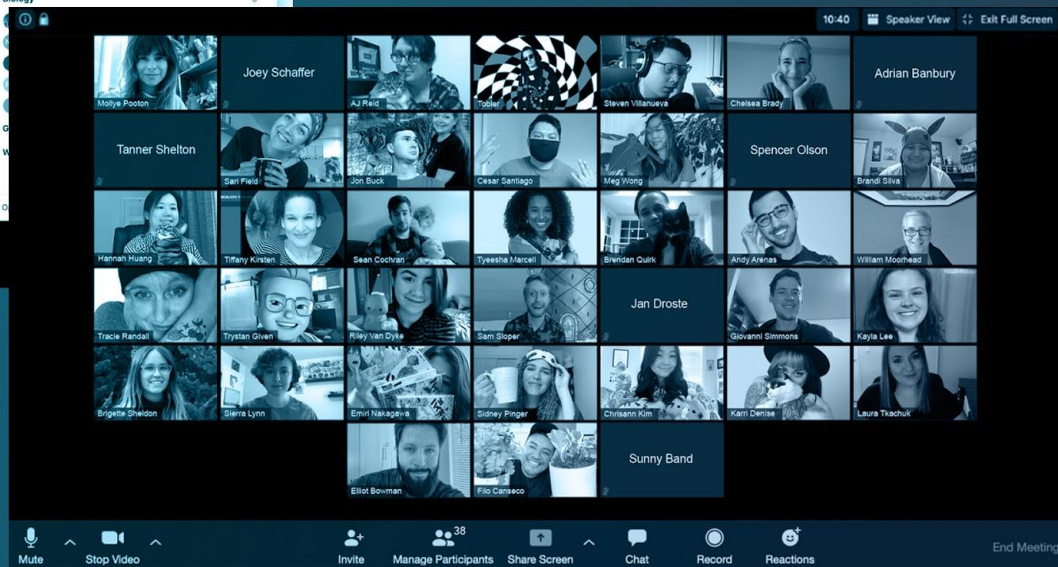 Biology
10:40
Speaker View
Exit Full Screen
Mollye Pooton
Joey Schaffer
AJ Reid
Tobler
Steven Villanueva
Chelsea Brady
Adrian Banbury
Tanner Shelton
Sari Field
Jon Buck
Cesar Santiago
Meg Wong
Spencer Olson
Brandi Silva
Hannah Huang
Tiffany Kirsten
Sean Cochran
Tyeesha Marcell
Brendan Quirk
Andy Arenas
William Moorhead
Tracie Randall
Trystan Given
Riley Van Dyke
Sam Sloper
Jan Droste
Giovanni Simmons
Kayla Lee
Brigette Sheldon
Sierra Lynn
Emiri Nakagawa
Sidney Pinger
Chrisann Kim
Karri Denise
Laura Tkachuk
Elliot Bowman
Filo Canseco
Sunny Band
Mute
Stop Video
Invite
38
Manage Participants
Share Screen
Chat
Record
Reactions
End Meeting